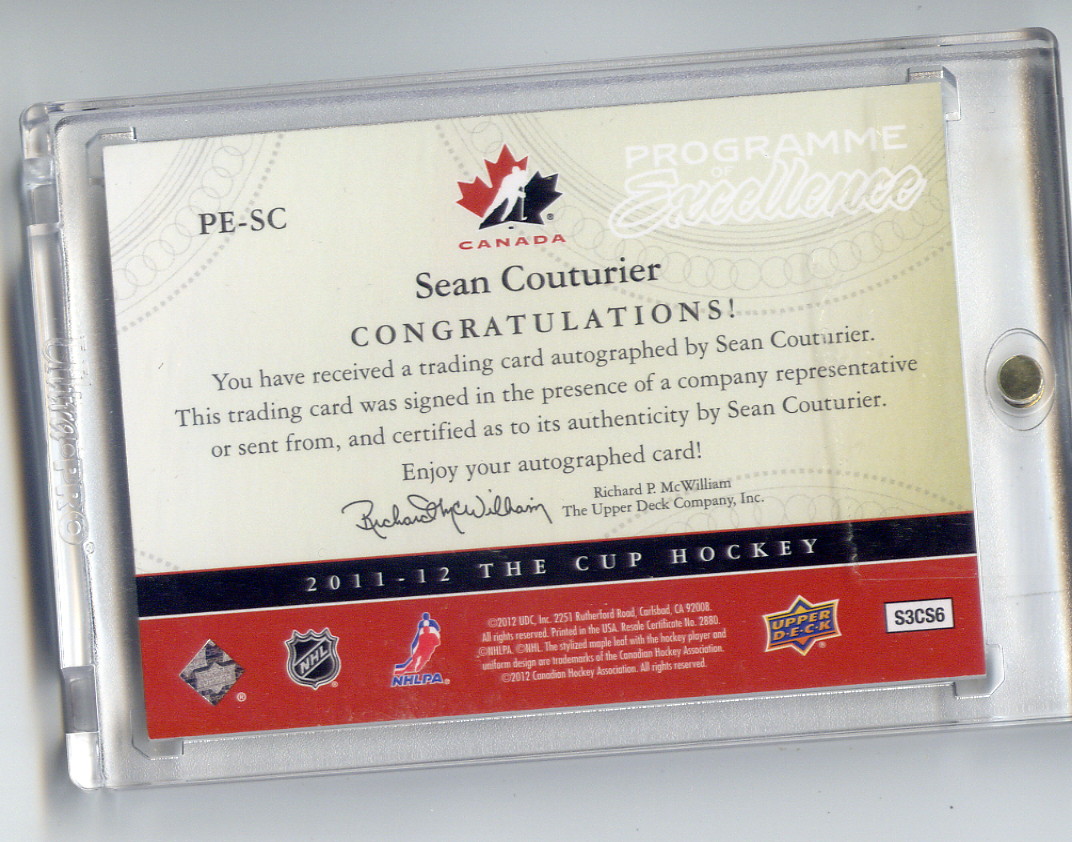 PROGRAMME
OF
Excellence
PE-SC
CANADA
Sean Couturier
CONGRATULATIONS!
You have received a trading card autographed by Sean Couturier.
This trading card was signed in the presence of a company representative
or sent from, and certified as to its authenticity by Sean Couturier.
Enjoy your autographed card!
Richard McWilliam
Richard P. McWilliam
The Upper Deck Company, Inc.
2011-12 THE CUP HOCKEY
NHL
NHLPA
©2012 UDC, Inc. 2251 Rutherford Road, Carlsbad, CA 92008.
All rights reserved. Printed in the USA. Resale Certificate No. 2880.
©NHLPA. ©NHL. The stylized maple leaf with the hockey player and
uniform design are trademarks of the Canadian Hockey Association.
©2012 Canadian Hockey Association. All rights reserved.
UPPER
D·E·C·K
S3CS6